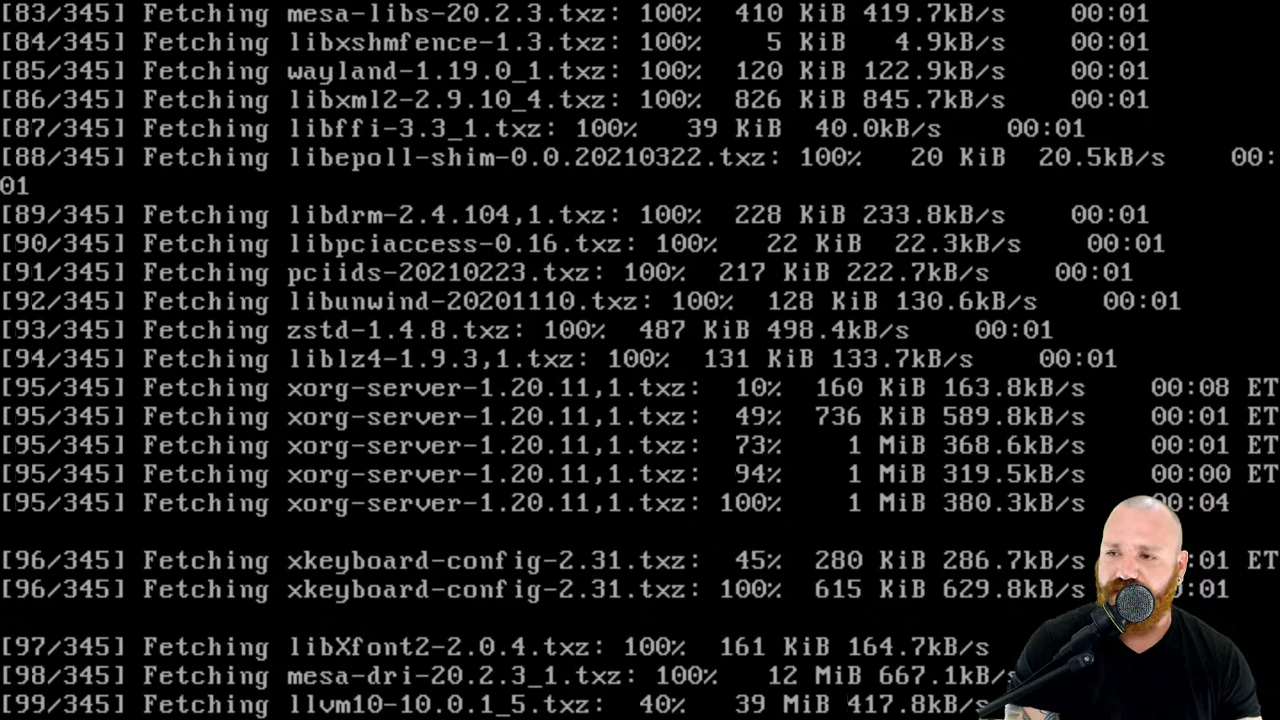 [83/345] Fetching mesa-libs-20.2.3.txz: 100%  410 KiB 419.7kB/s    00:01
[84/345] Fetching libxshmfence-1.3.txz: 100%    5 KiB   4.9kB/s    00:01
[85/345] Fetching wayland-1.19.0_1.txz: 100%  120 KiB 122.9kB/s    00:01
[86/345] Fetching libxml2-2.9.10_4.txz: 100%  826 KiB 845.7kB/s    00:01
[87/345] Fetching libffi-3.3_1.txz: 100%   39 KiB  40.0kB/s    00:01
[88/345] Fetching libepoll-shim-0.0.20210322.txz: 100%   20 KiB  20.5kB/s    00:
01
[89/345] Fetching libdrm-2.4.104,1.txz: 100%  228 KiB 233.8kB/s    00:01
[90/345] Fetching libpciaccess-0.16.txz: 100%   22 KiB  22.3kB/s    00:01
[91/345] Fetching pciids-20210223.txz: 100%  217 KiB 222.7kB/s    00:01
[92/345] Fetching libunwind-20201110.txz: 100%  128 KiB 130.6kB/s    00:01
[93/345] Fetching zstd-1.4.8.txz: 100%  487 KiB 498.4kB/s    00:01
[94/345] Fetching liblz4-1.9.3,1.txz: 100%  131 KiB 133.7kB/s    00:01
[95/345] Fetching xorg-server-1.20.11,1.txz:  10%  160 KiB 163.8kB/s    00:08 ET
[95/345] Fetching xorg-server-1.20.11,1.txz:  49%  736 KiB 589.8kB/s    00:01 ET
[95/345] Fetching xorg-server-1.20.11,1.txz:  73%    1 MiB 368.6kB/s    00:01 ET
[95/345] Fetching xorg-server-1.20.11,1.txz:  94%    1 MiB 319.5kB/s    00:00 ET
[95/345] Fetching xorg-server-1.20.11,1.txz: 100%    1 MiB 380.3kB/s    00:04
[96/345] Fetching xkeyboard-config-2.31.txz:  45%  280 KiB 286.7kB/s    :01 ET
[96/345] Fetching xkeyboard-config-2.31.txz: 100%  615 KiB 629.8kB/s    :01
[97/345] Fetching libXfont2-2.0.4.txz: 100%  161 KiB 164.7kB/s
[98/345] Fetching mesa-dri-20.2.3_1.txz: 100%   12 MiB 667.1kB/s
[99/345] Fetching llvm10-10.0.1_5.txz:  40%   39 MiB 417.8kB/s